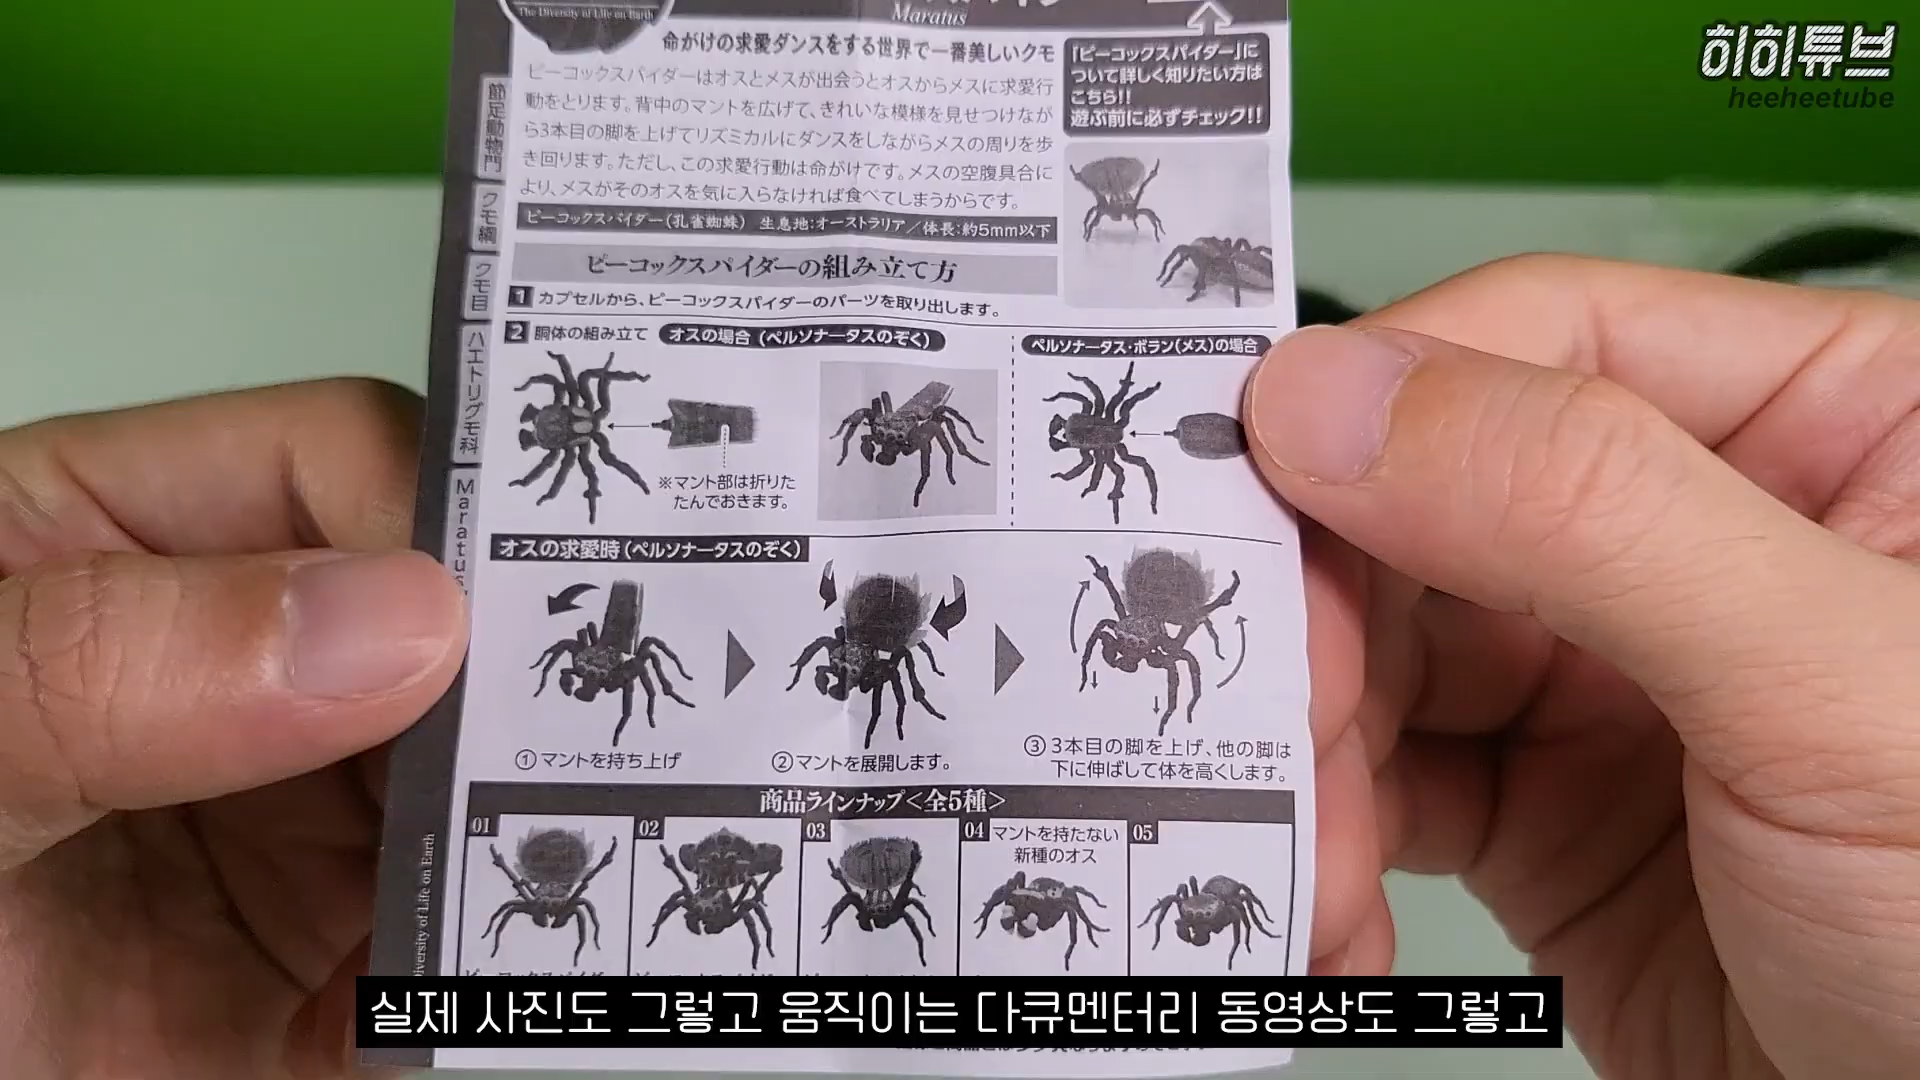 The Diversity of Life on Earth
Maratus
히히튜브
heeheetube
命がけの求愛ダンスをする世界で一番美しいクモ
ピーコックスパイダーはオスとメスが出会うとオスからメスに求愛行
動をとります。背中のマントを広げて、きれいな模様を見せつけなが
ら3本目の脚を上げてリズミカルにダンスをしながらメスの周りを歩
き回ります。ただし、この求愛行動は命がけです。メスの空腹具合に
より、メスがそのオスを気に入らなければ食べてしまうからです。
ピーコックスパイダー(孔雀蜘蛛) 生息地:オーストラリア／体長:約5mm以下
「ピーコックスパイダー」に
ついて詳しく知りたい方は
こちら!!
遊ぶ前に必ずチェック!!
節足動物門
クモ綱
クモ目
ハエトリグモ科
Maratus
ピーコックスパイダーの組み立て方
1 カプセルから、ピーコックスパイダーのパーツを取り出します。
2 胴体の組み立て オスの場合(ペルソナータスのぞく)
ペルソナータス・ボラン(メス)の場合
※マント部は折りた
たんでおきます。
オスの求愛時(ペルソナータスのぞく)
①マントを持ち上げ
②マントを展開します。
③3本目の脚を上げ、他の脚は
下に伸ばして体を高くします。
商品ラインナップ<全5種>
01
02
03
04 マントを持たない
新種のオス
05
iversity of Life on Earth
실제 사진도 그렇고 움직이는 다큐멘터리 동영상도 그렇고